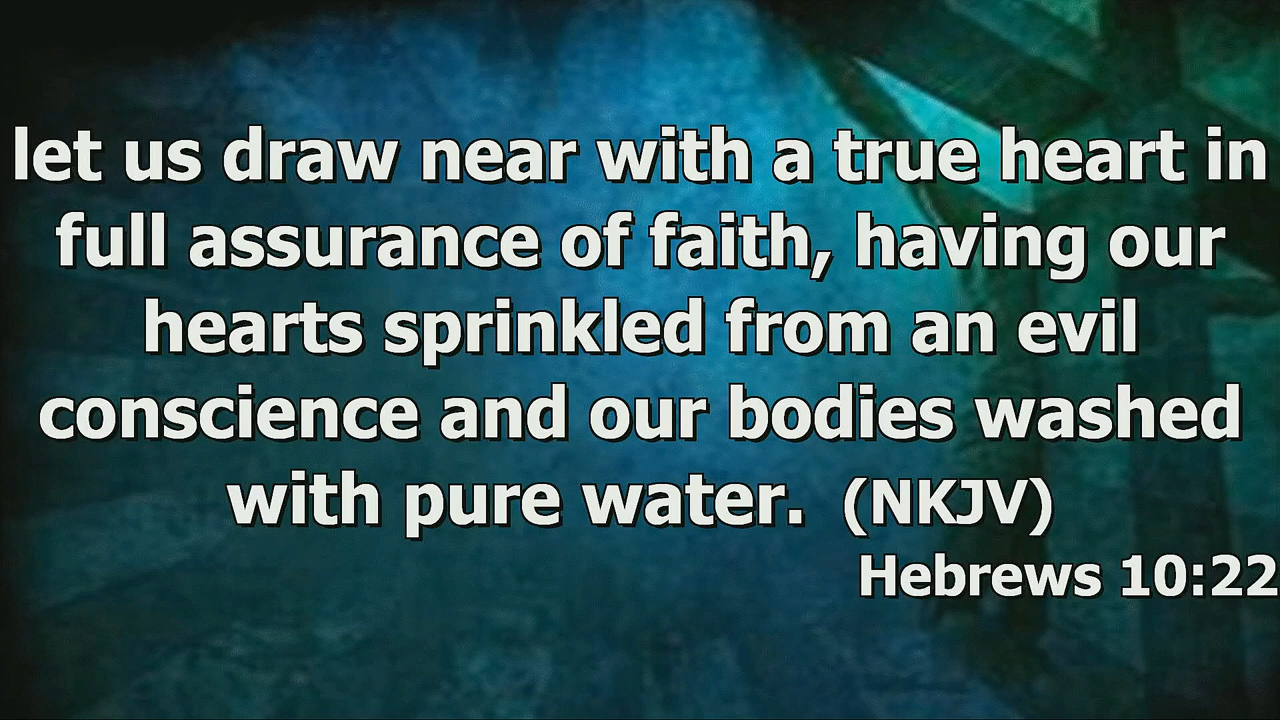 let us draw near with a true heart in
full assurance of faith, having our
hearts sprinkled from an evil
conscience and our bodies washed
with pure water.  (NKJV)
Hebrews 10:22